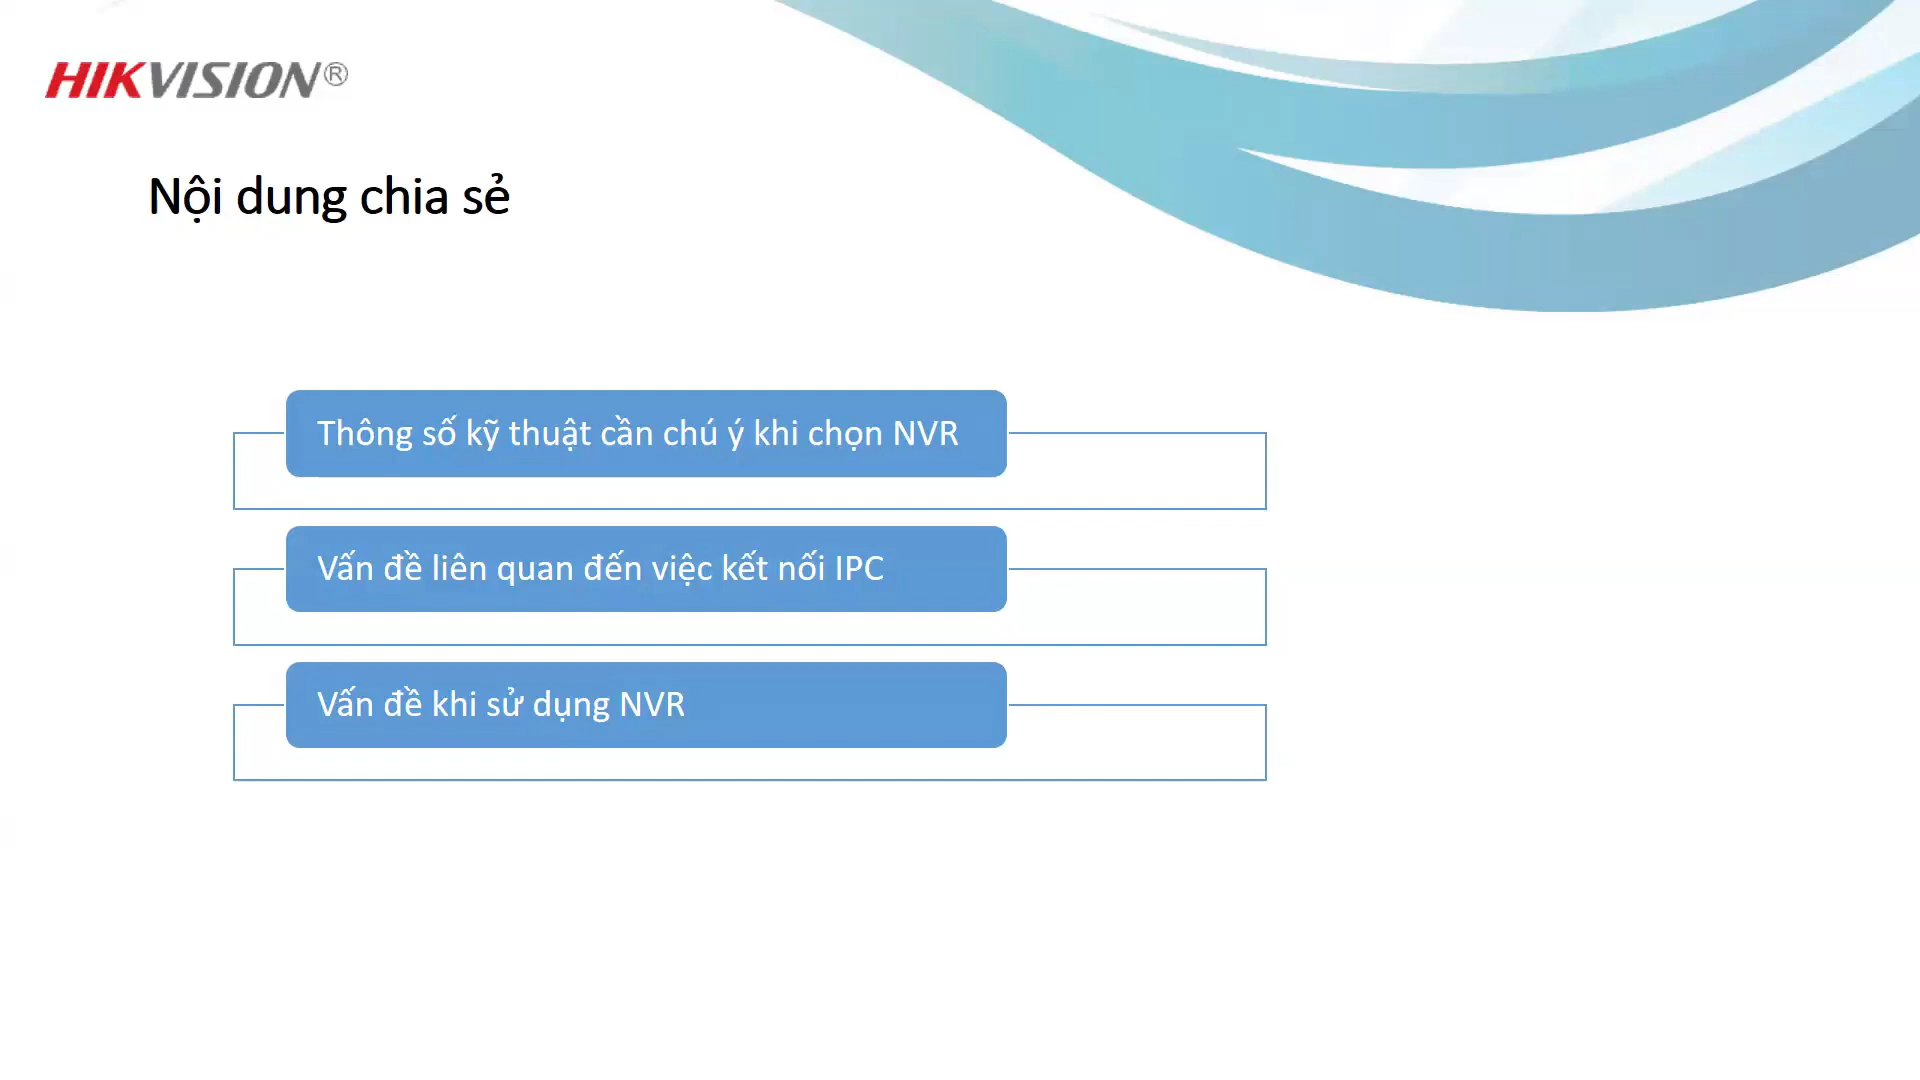 HIKVISION®
Nội dung chia sẻ
Thông số kỹ thuật cần chú ý khi chọn NVR
Vấn đề liên quan đến việc kết nối IPC
Vấn đề khi sử dụng NVR